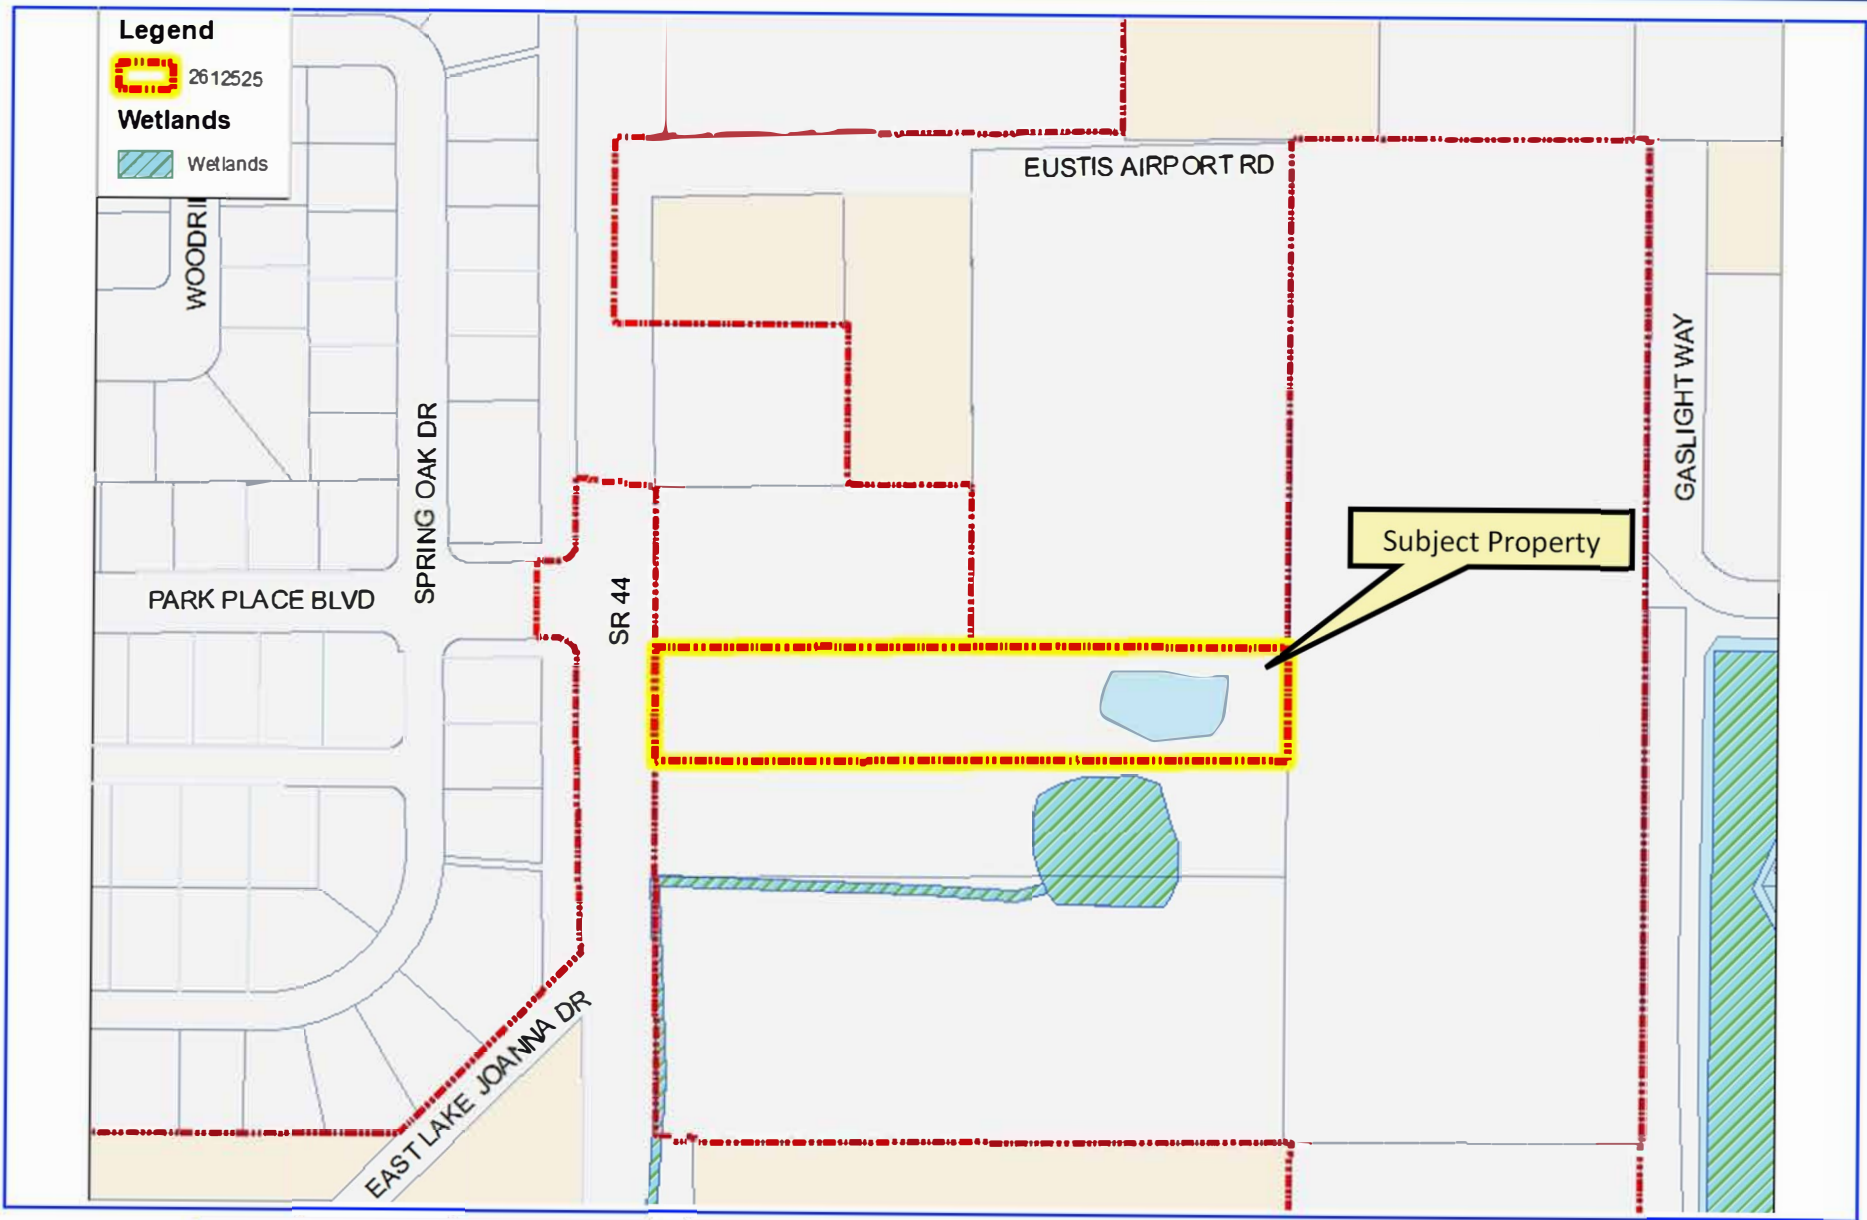 Legend
2612525
Wetlands
Wetlands
EUSTIS AIRPORT RD
WOODRI
GASLIGHT WAY
SPRING OAK DR
Subject Property
PARK PLACE BLVD
SR 44
EAST LAKE JOANNA DR